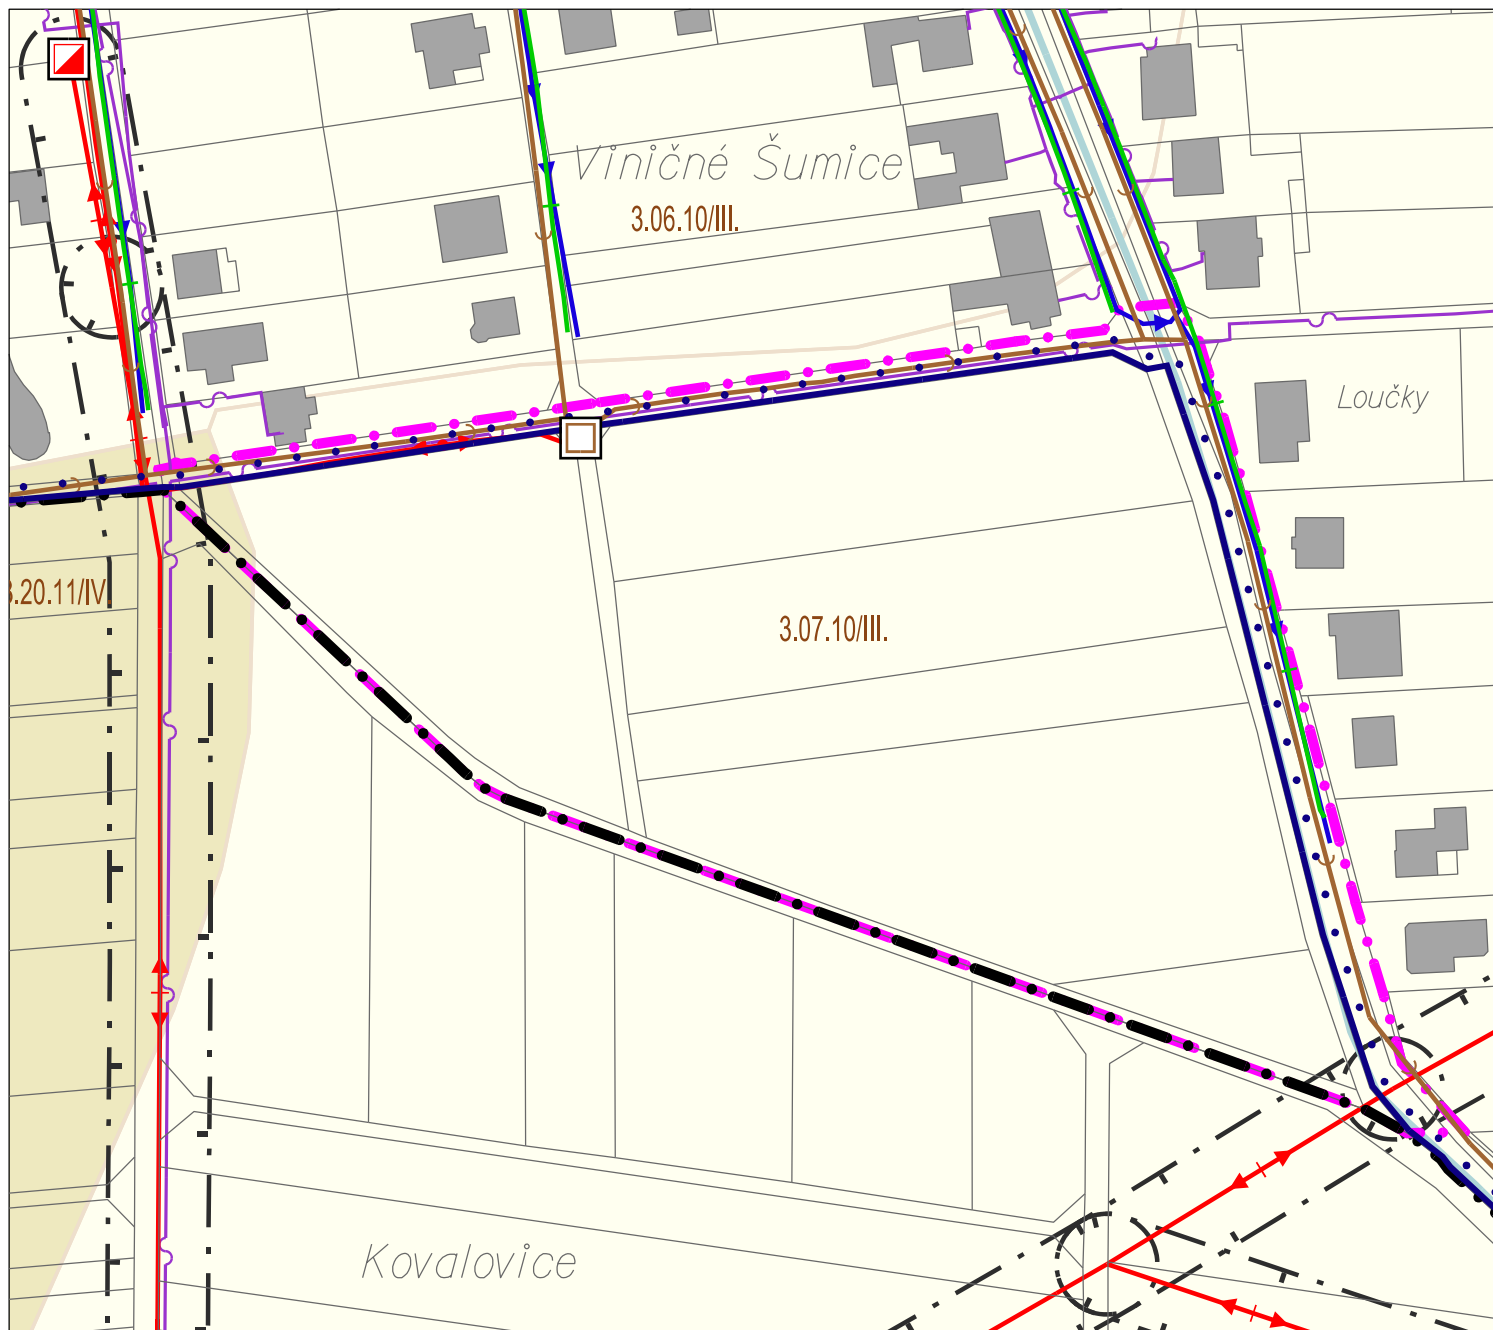 Viničné Šumice
3.06.10/III.
Loučky
3.20.11/IV.
3.07.10/III.
Kovalovice